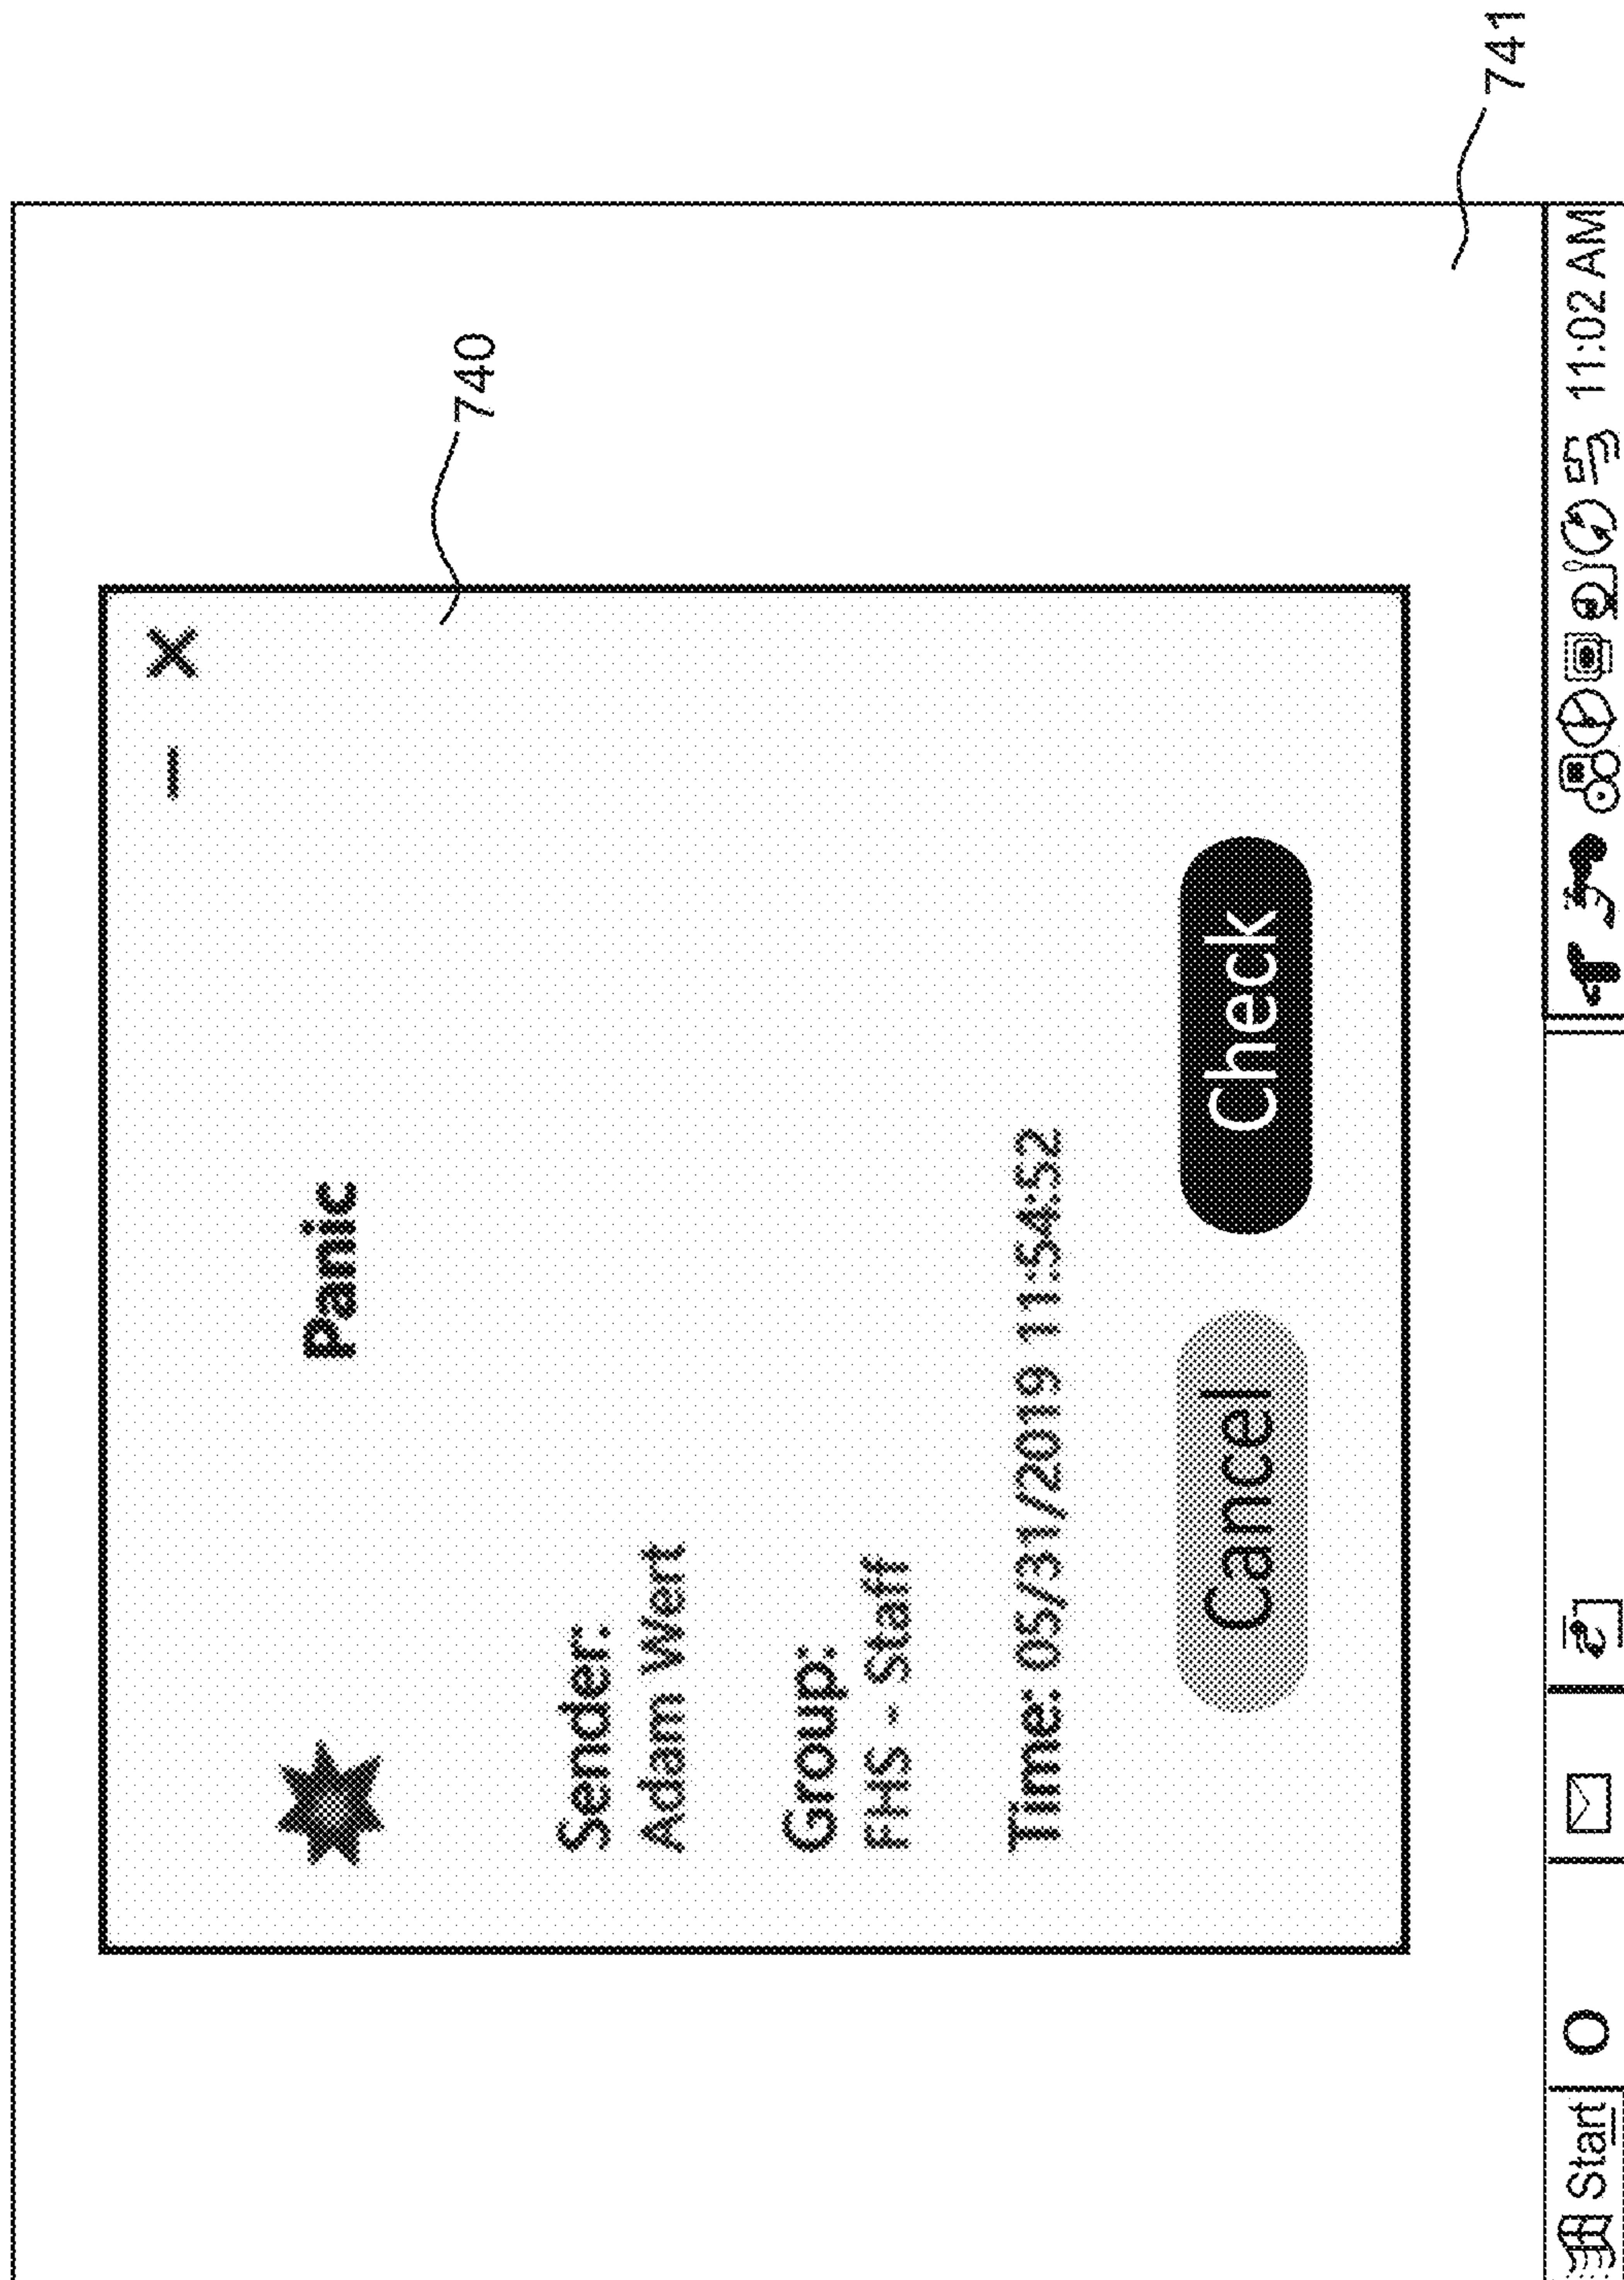 Panic
740
Sender:
Adam Wert
Group:
FHS - Staff
Time: 05/31/2019 11:54:52
Cancel
Check
741
Start
11:02 AM